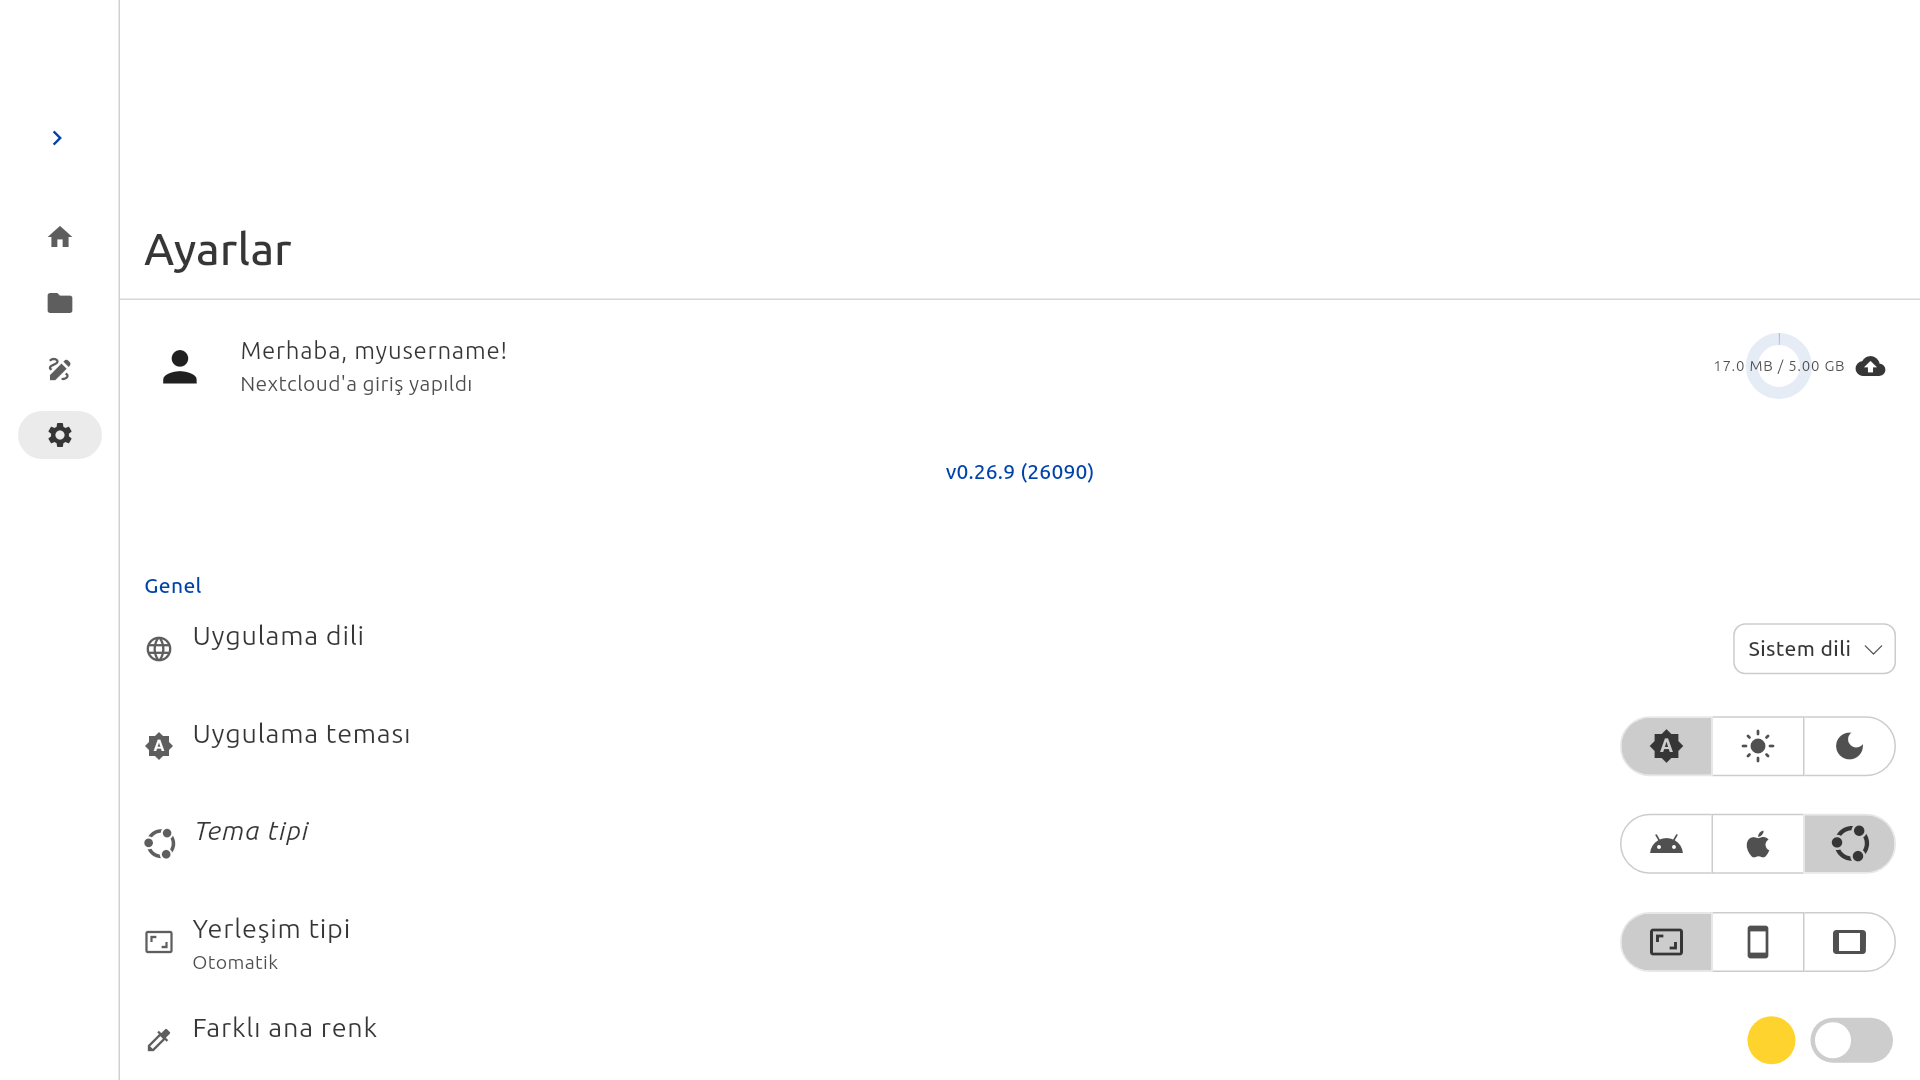 Ayarlar
Merhaba, myusername!
Nextcloud'a giriş yapıldı
17.0 MB / 5.00 GB
v0.26.9 (26090)
Genel
Uygulama dili
Sistem dili
Uygulama teması
Tema tipi
Yerleşim tipi
Otomatik
Farklı ana renk